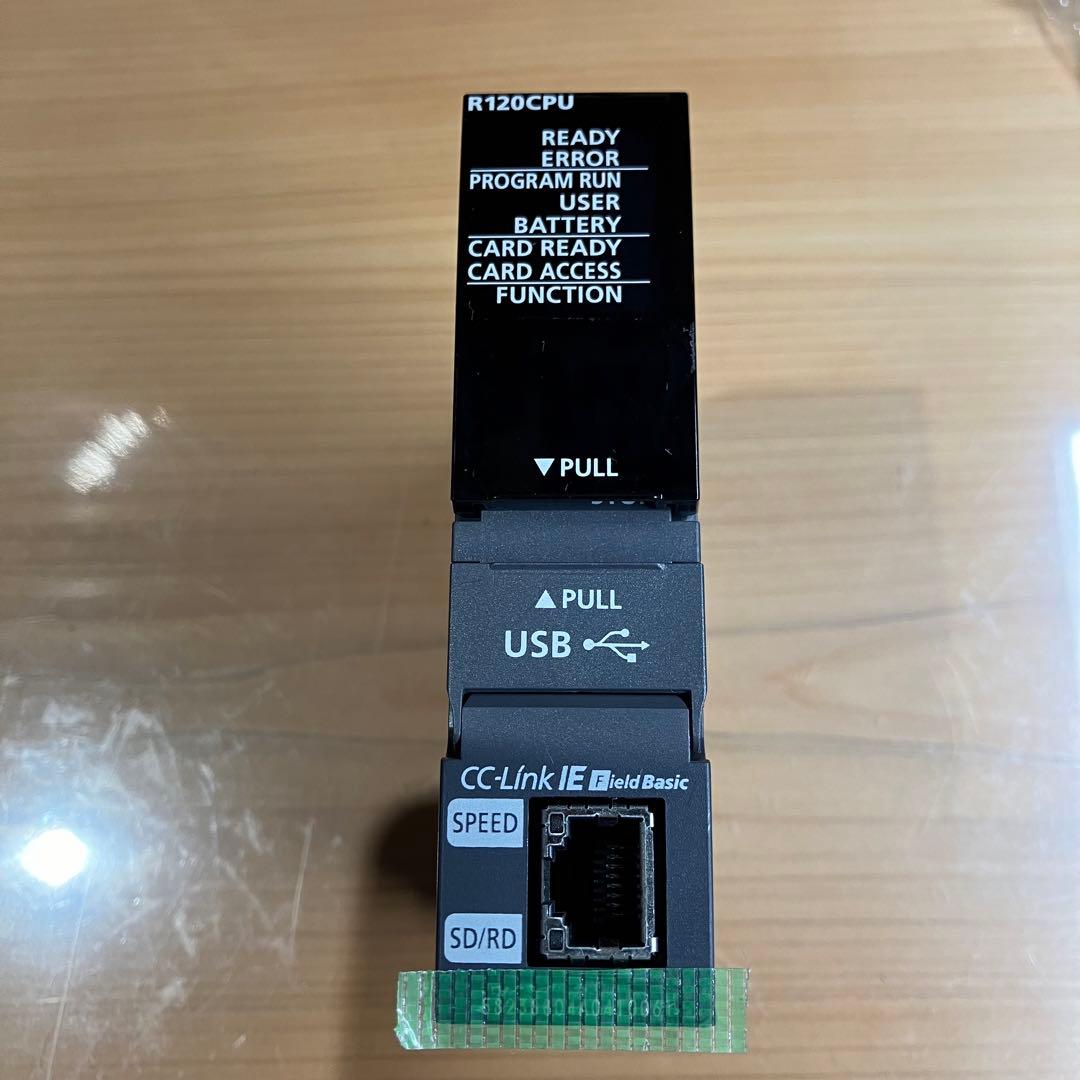 R120CPU
READY
ERROR
PROGRAM RUN
USER
BATTERY
CARD READY
CARD ACCESS
FUNCTION
▼PULL
▲PULL
USB
CC-Línk IE Field Basic
SPEED
SD/RD